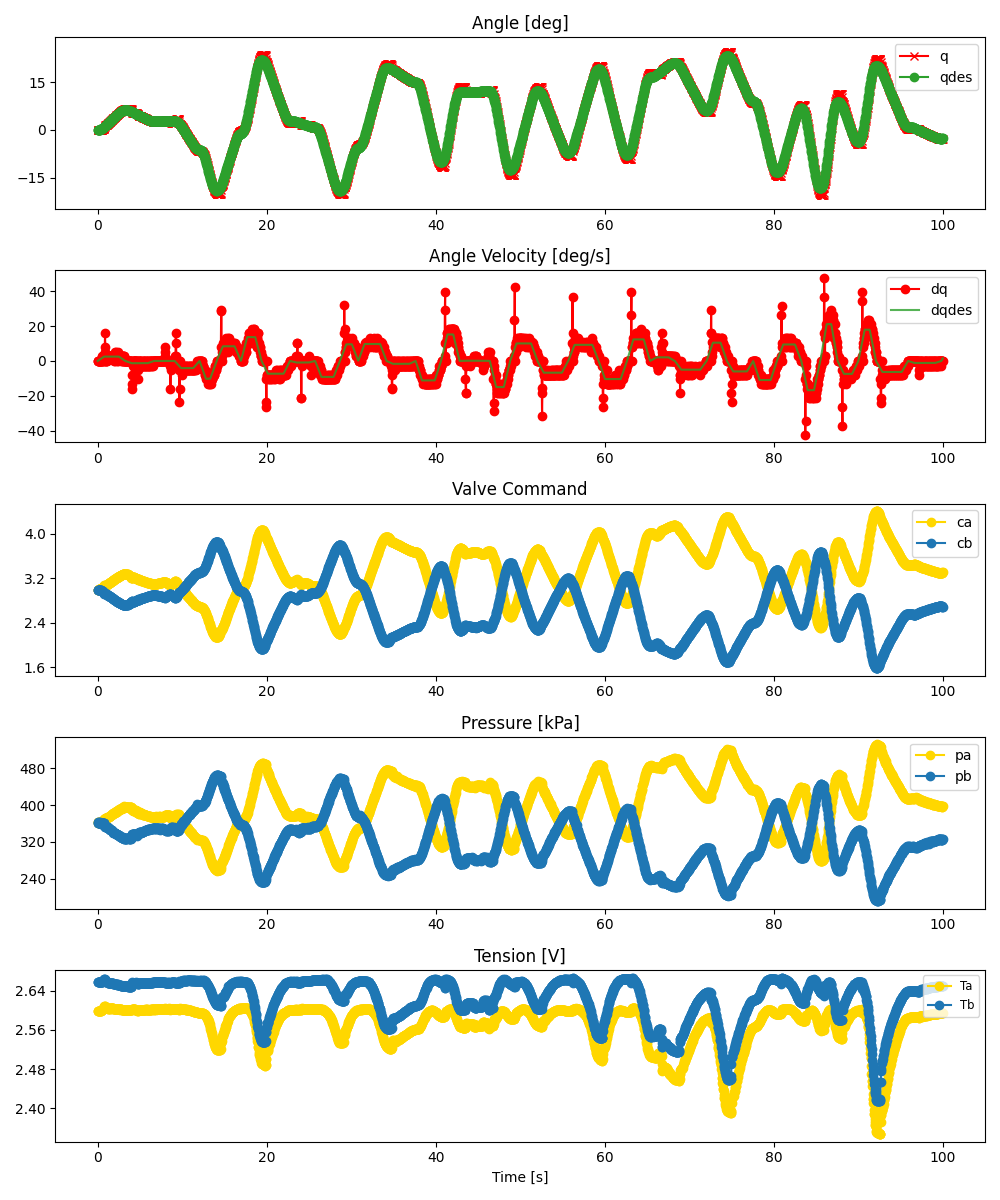 Angle [deg]
15
0
−15
q
qdes
0 20 40 60 80 100
Angle Velocity [deg/s]
40
20
0
−20
−40
dq
dqdes
0 20 40 60 80 100
Valve Command
4.0
3.2
2.4
1.6
ca
cb
0 20 40 60 80 100
Pressure [kPa]
480
400
320
240
pa
pb
0 20 40 60 80 100
Tension [V]
2.64
2.56
2.48
2.40
Ta
Tb
0 20 40 60 80 100
Time [s]